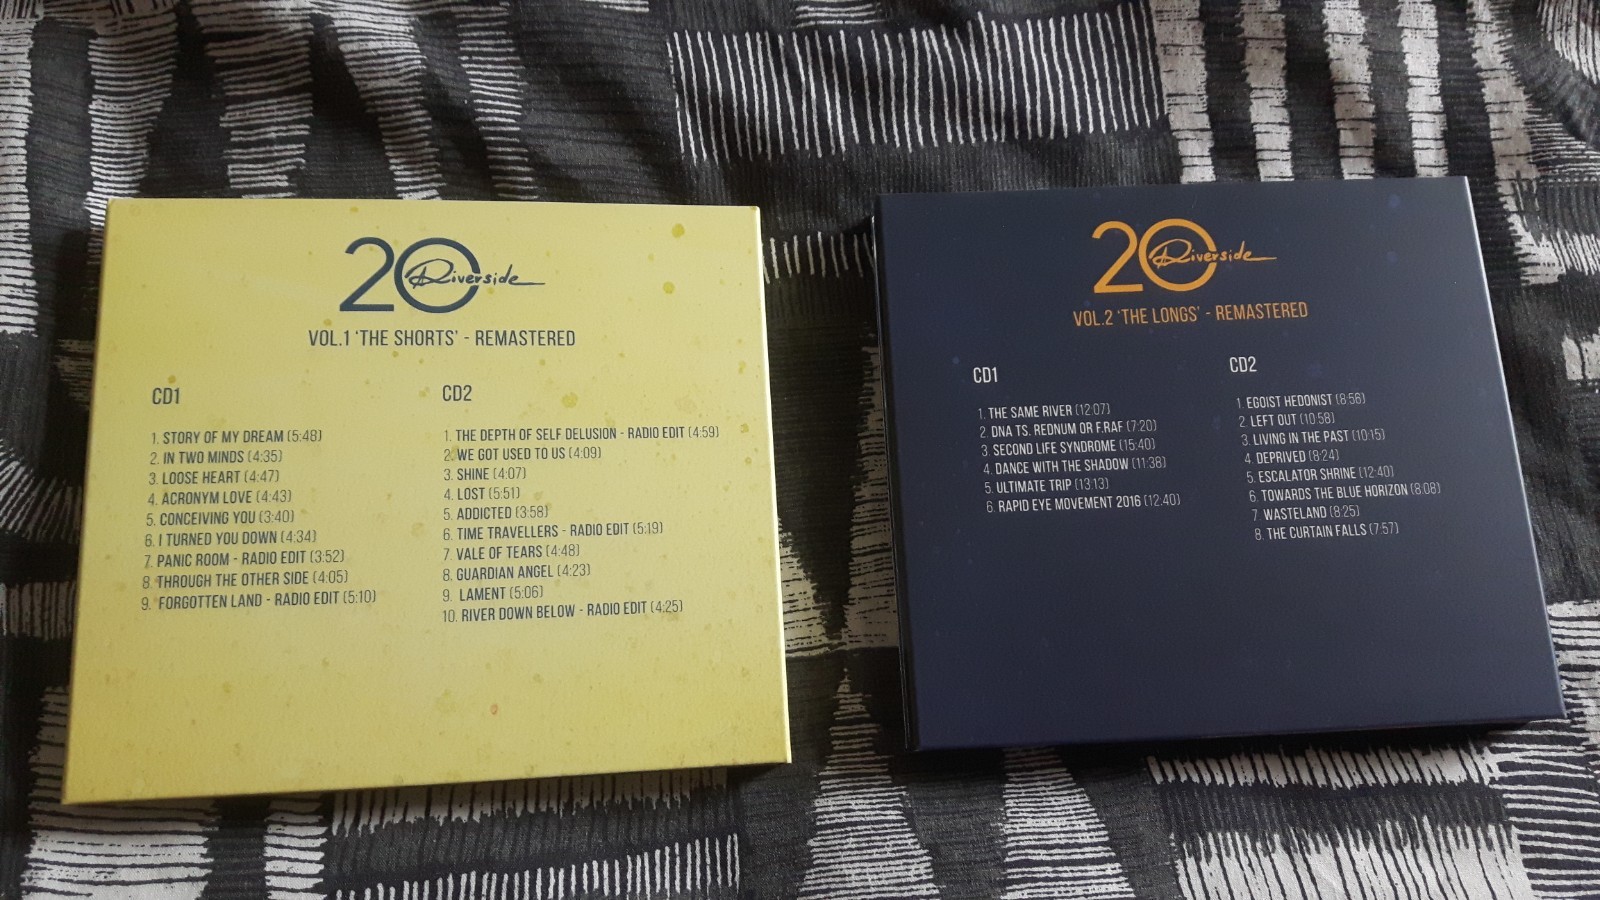 20 Riverside
VOL.1 'THE SHORTS' - REMASTERED
CD1
1. STORY OF MY DREAM (5:48)
2. IN TWO MINDS (4:35)
3. LOOSE HEART (4:47)
4. ACRONYM LOVE (4:43)
5. CONCEIVING YOU (3:40)
6. I TURNED YOU DOWN (4:34)
7. PANIC ROOM - RADIO EDIT (3:52)
8. THROUGH THE OTHER SIDE (4:05)
9. FORGOTTEN LAND - RADIO EDIT (5:10)
CD2
1. THE DEPTH OF SELF DELUSION - RADIO EDIT (4:59)
2. WE GOT USED TO US (4:09)
3. SHINE (4:07)
4. LOST (5:51)
5. ADDICTED (3:58)
6. TIME TRAVELLERS - RADIO EDIT (5:19)
7. VALE OF TEARS (4:48)
8. GUARDIAN ANGEL (4:23)
9. LAMENT (5:06)
10. RIVER DOWN BELOW - RADIO EDIT (4:25)
20 Riverside
VOL.2 'THE LONGS' - REMASTERED
CD1
1. THE SAME RIVER (12:07)
2. DNA TS. REDNUM OR F.RAF (7:20)
3. SECOND LIFE SYNDROME (15:40)
4. DANCE WITH THE SHADOW (11:38)
5. ULTIMATE TRIP (13:13)
6. RAPID EYE MOVEMENT 2016 (12:40)
CD2
1. EGOIST HEDONIST (8:56)
2. LEFT OUT (10:58)
3. LIVING IN THE PAST (10:15)
4. DEPRIVED (8:24)
5. ESCALATOR SHRINE (12:40)
6. TOWARDS THE BLUE HORIZON (8:08)
7. WASTELAND (8:25)
8. THE CURTAIN FALLS (7:57)